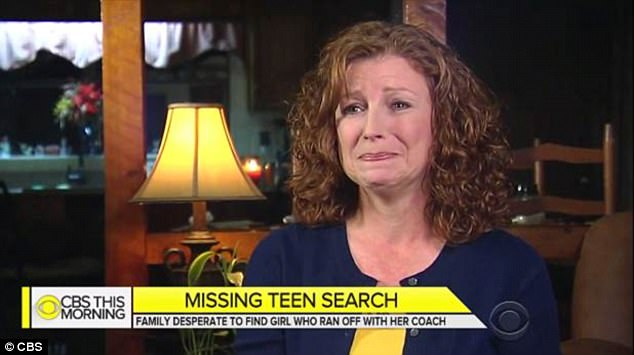 CBS THIS
MORNING
MISSING TEEN SEARCH
FAMILY DESPERATE TO FIND GIRL WHO RAN OFF WITH HER COACH
© CBS